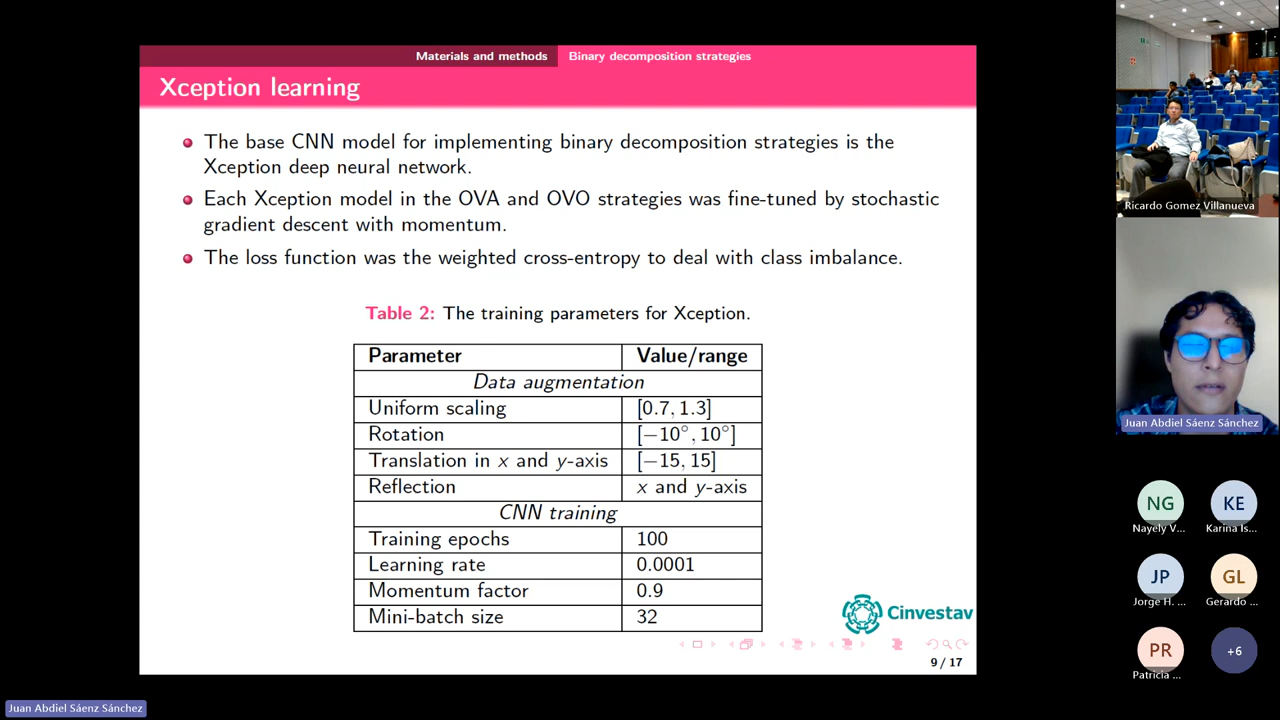 Materials and methods
Binary decomposition strategies
Xception learning
The base CNN model for implementing binary decomposition strategies is the
Xception deep neural network.
Each Xception model in the OVA and OVO strategies was fine-tuned by stochastic
gradient descent with momentum.
The loss function was the weighted cross-entropy to deal with class imbalance.
Table 2: The training parameters for Xception.
Parameter Value/range
Data augmentation
Uniform scaling [0.7, 1.3]
Rotation [−10°, 10°]
Translation in x and y-axis [−15, 15]
Reflection x and y-axis
CNN training
Training epochs 100
Learning rate 0.0001
Momentum factor 0.9
Mini-batch size 32
Cinvestav
9 / 17
Ricardo Gomez Villanueva
Juan Abdiel Sáenz Sánchez
NG KE
Nayely V... Karina Is...
JP GL
Jorge H. ... Gerardo ...
PR +6
Patricia ...
Juan Abdiel Sáenz Sánchez